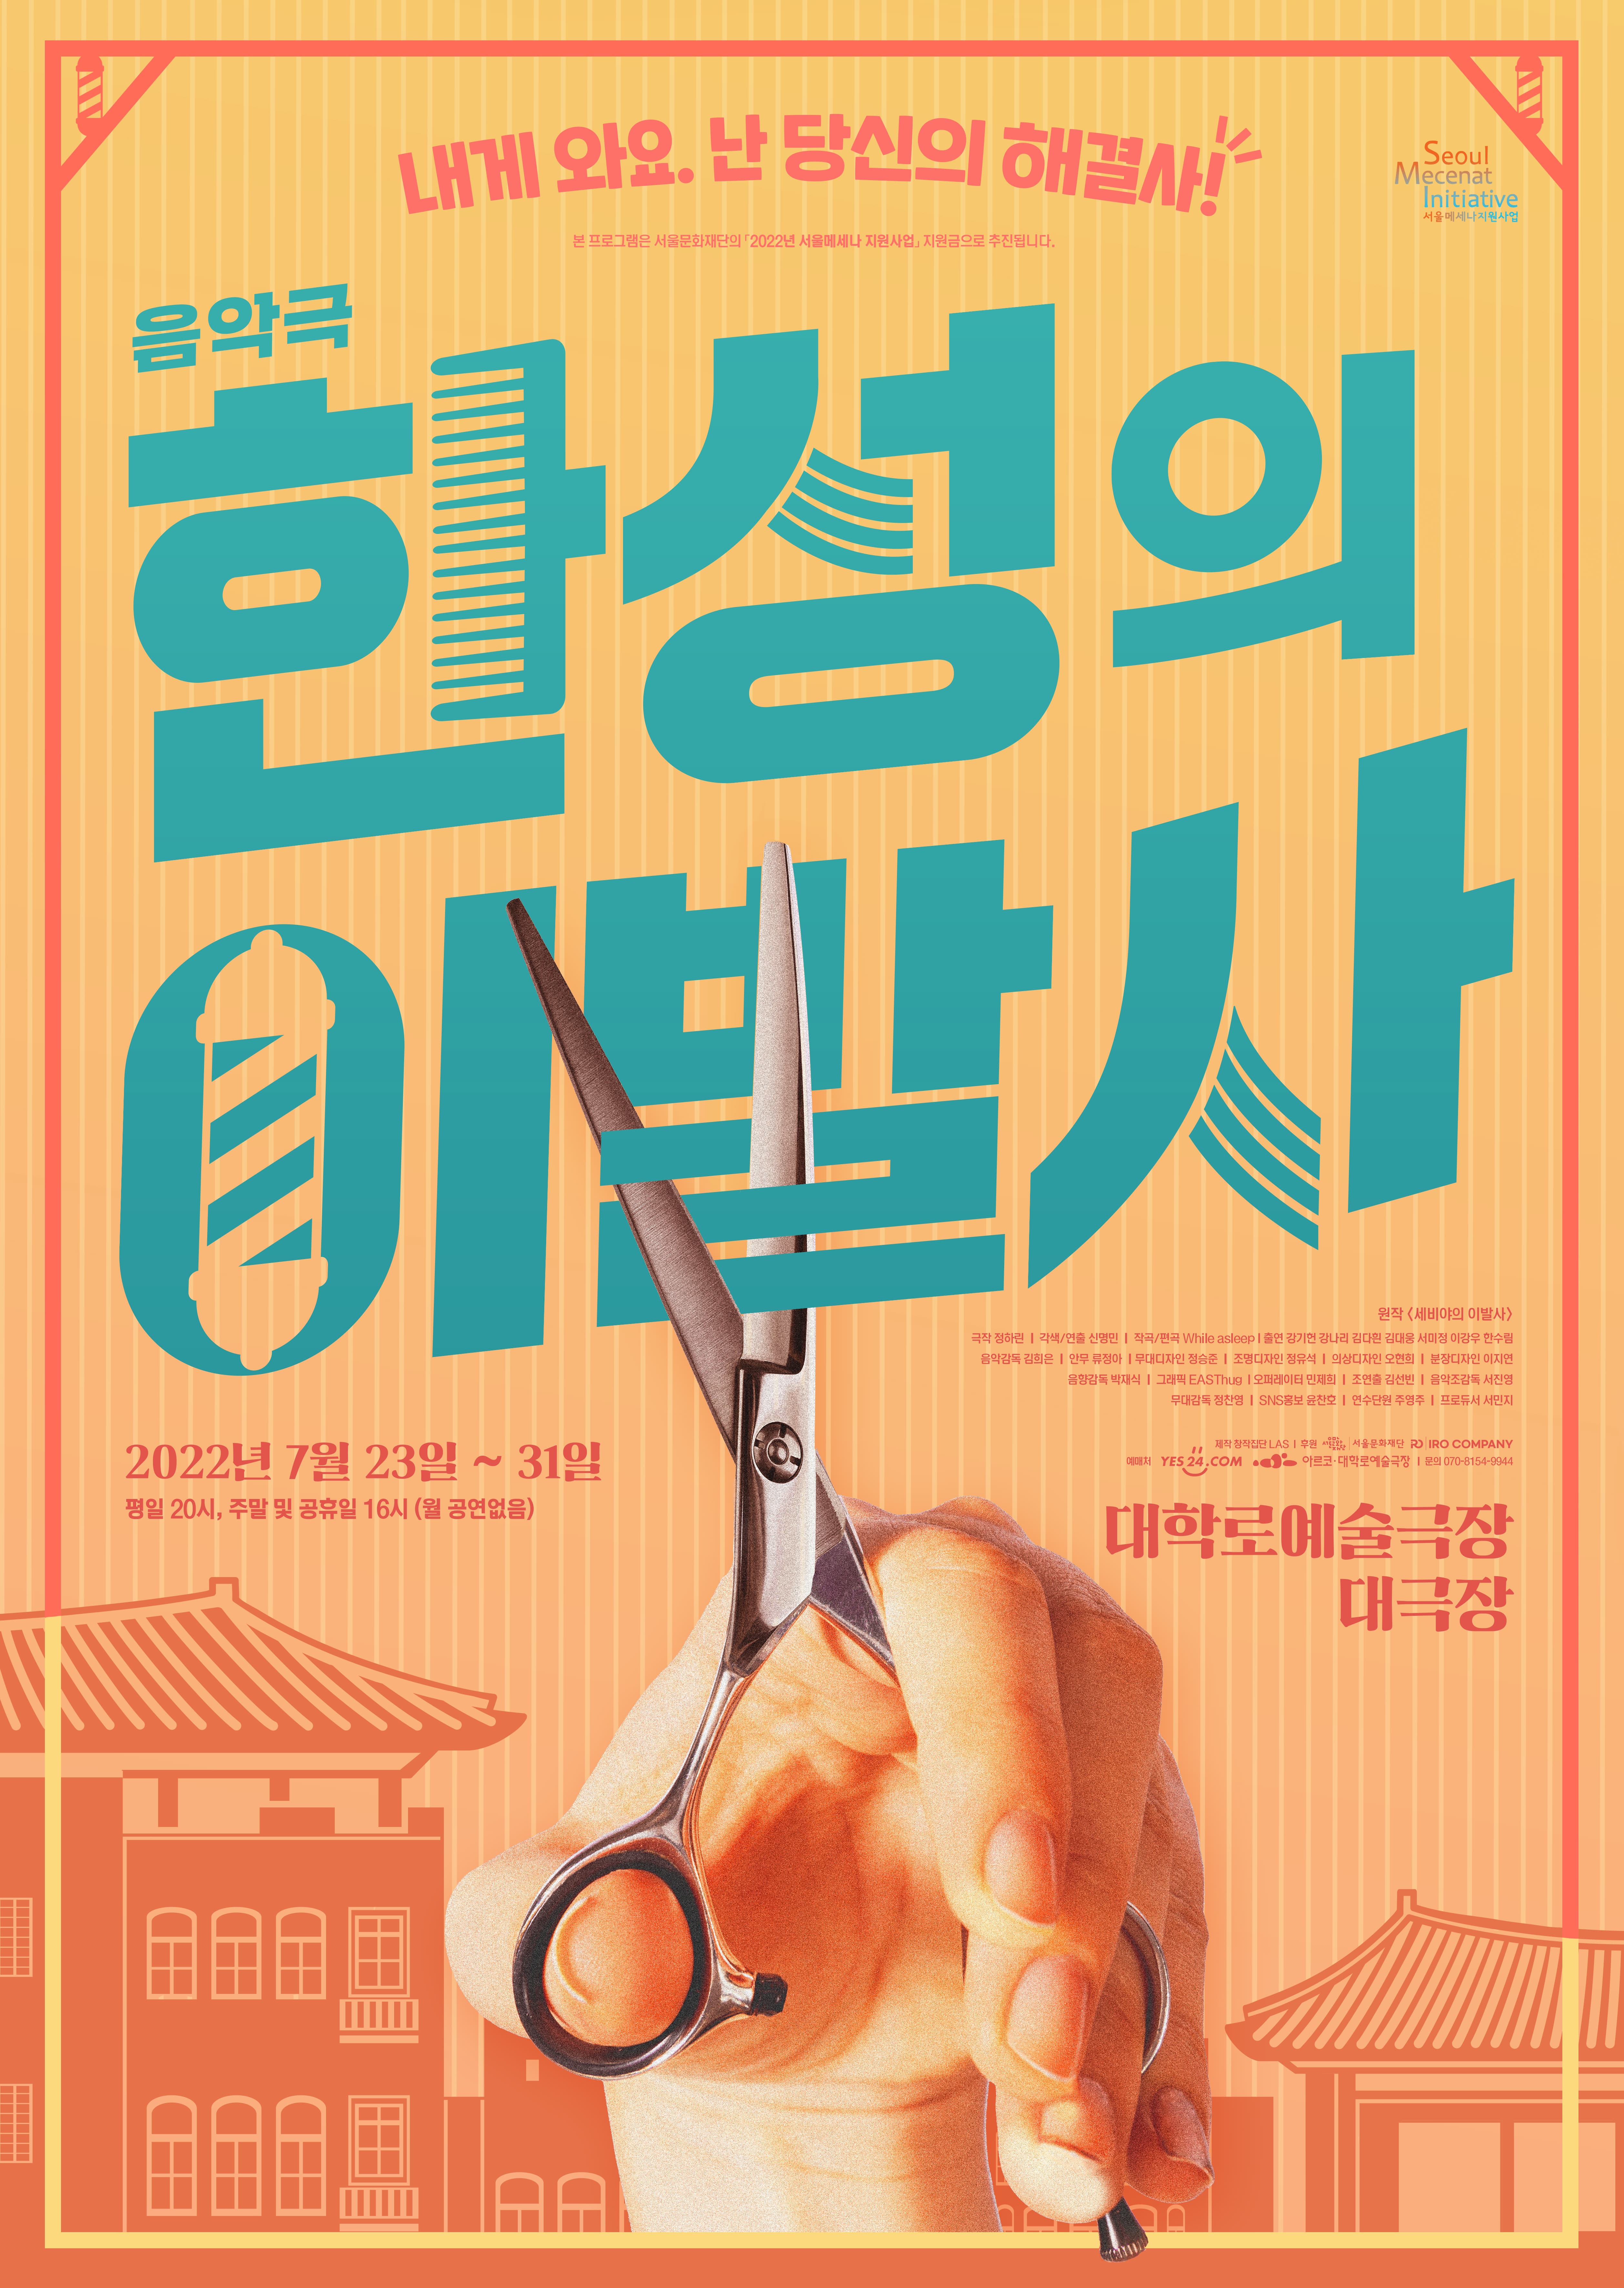 내게 와요. 난 당신의 해결사!
Seoul
Mecenat
Initiative
서울메세나지원사업
본 프로그램은 서울문화재단의 「2022년 서울메세나 지원사업」 지원금으로 추진됩니다.
음악극
한성의
이발사
원작 〈세비야의 이발사〉
극작 정하린 | 각색/연출 신명민 | 작곡/편곡 While asleep | 출연 강기헌 강나리 김다흰 김대웅 서미정 이강우 한수림
음악감독 김희은 | 안무 류정아 | 무대디자인 정승준 | 조명디자인 정유석 | 의상디자인 오현희 | 분장디자인 이지연
음향감독 박재식 | 그래픽 EASThug | 오퍼레이터 민제희 | 조연출 김선빈 | 음악조감독 서진영
무대감독 정찬영 | SNS홍보 윤찬호 | 연수단원 주영주 | 프로듀서 서민지
제작 창작집단 LAS | 후원 서울문화재단 IRO COMPANY
예매처 YES24.COM 아르코·대학로예술극장 | 문의 070-8154-9944
2022년 7월 23일 ~ 31일
평일 20시, 주말 및 공휴일 16시 (월 공연없음)
대학로예술극장
대극장